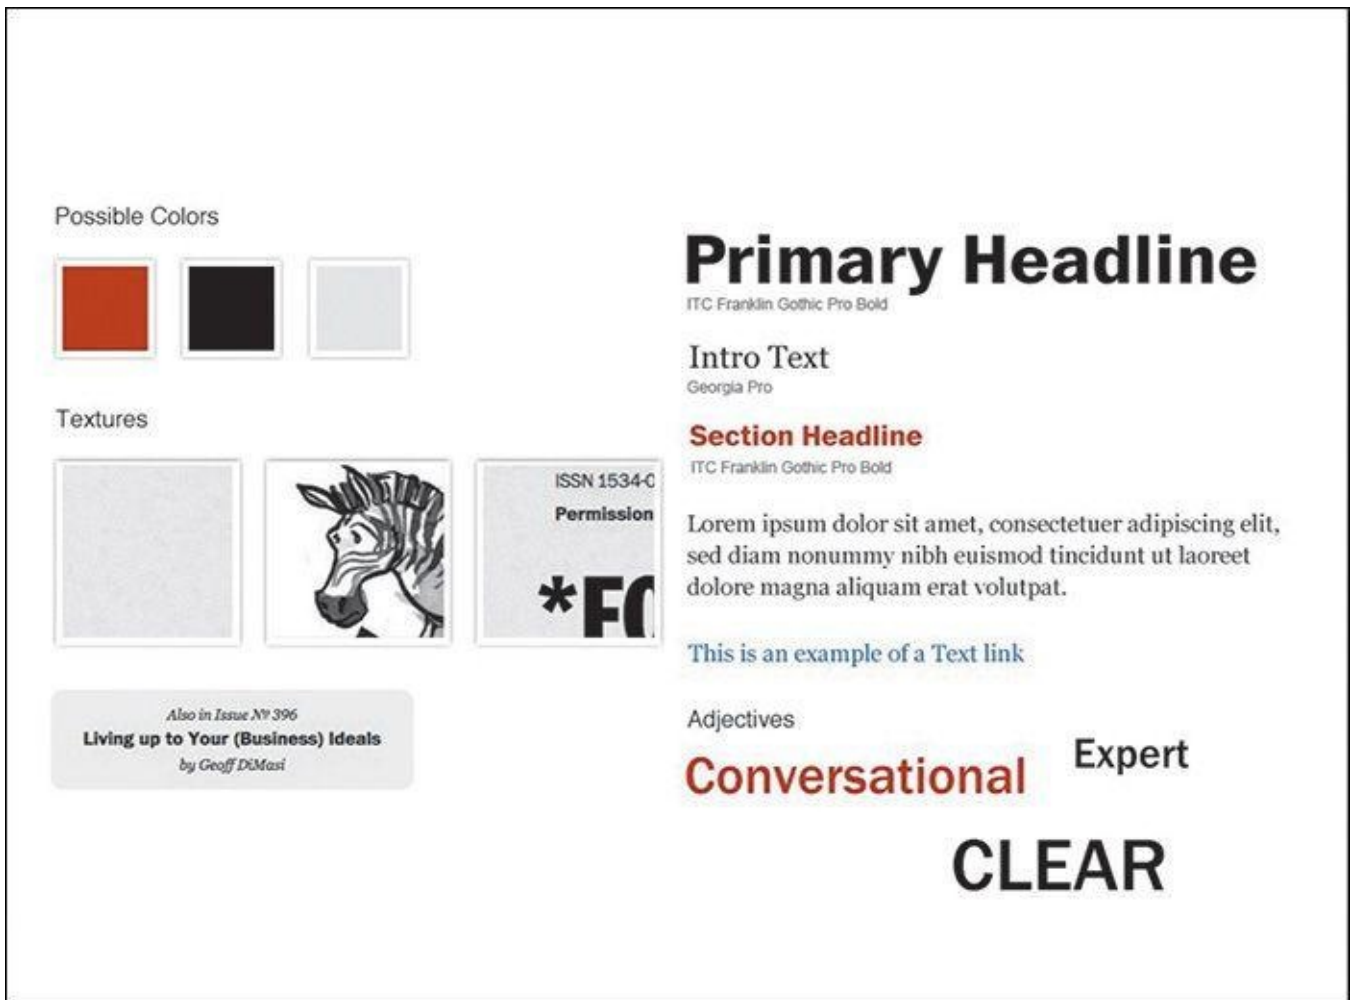 Possible Colors
Textures
ISSN 1534-0
Permission
*FO
Also in Issue Nº 396
Living up to Your (Business) Ideals
by Geoff DiMasi
Primary Headline
ITC Franklin Gothic Pro Bold
Intro Text
Georgia Pro
Section Headline
ITC Franklin Gothic Pro Bold
Lorem ipsum dolor sit amet, consectetuer adipiscing elit,
sed diam nonummy nibh euismod tincidunt ut laoreet
dolore magna aliquam erat volutpat.
This is an example of a Text link
Adjectives
Conversational
Expert
CLEAR